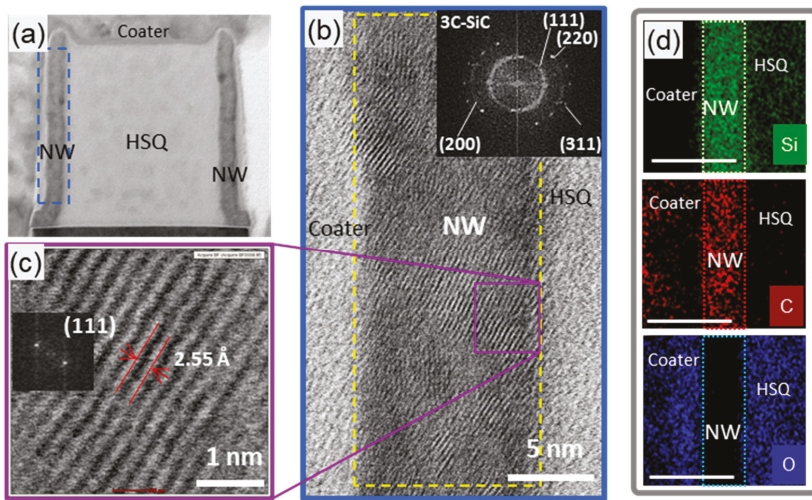 (a)
Coater
NW
HSQ
NW
(b)
3C-SiC
(111)
(220)
(200)
(311)
Coater
NW
HSQ
5 nm
(c)
(111)
2.55 Å
1 nm
(d)
Coater
NW
HSQ
Si
Coater
NW
HSQ
C
Coater
NW
HSQ
O